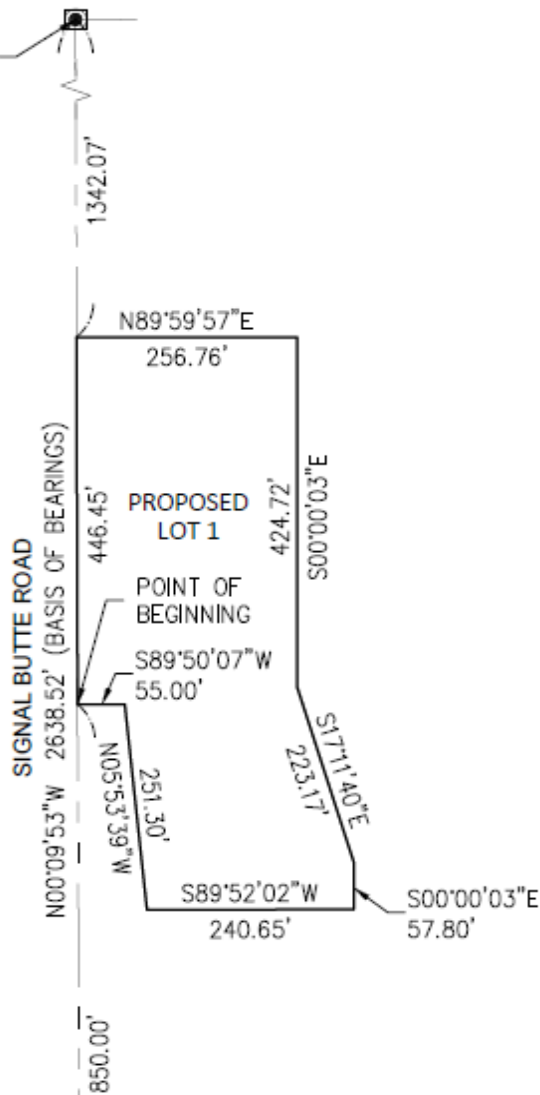 1342.07'
N89°59'57"E
256.76'
SIGNAL BUTTE ROAD
N00°09'53"W 2638.52' (BASIS OF BEARINGS)
446.45'
PROPOSED
LOT 1
424.72'
S00°00'03"E
POINT OF
BEGINNING
S89°50'07"W
55.00'
N05°53'39"W
251.30'
S17°11'40"E
223.17'
S89°52'02"W
240.65'
S00°00'03"E
57.80'
850.00'